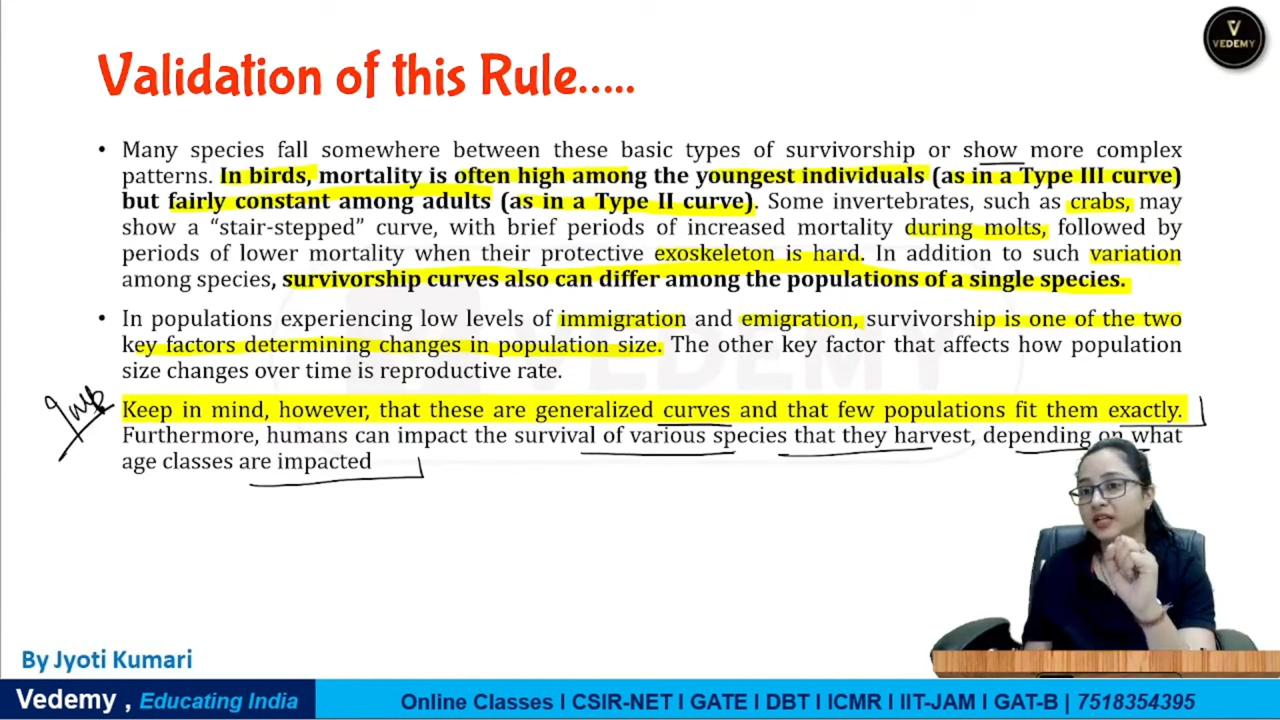 V
VEDEMY
Validation of this Rule.....
• Many species fall somewhere between these basic types of survivorship or show more complex
patterns. In birds, mortality is often high among the youngest individuals (as in a Type III curve)
but fairly constant among adults (as in a Type II curve). Some invertebrates, such as crabs, may
show a “stair-stepped” curve, with brief periods of increased mortality during molts, followed by
periods of lower mortality when their protective exoskeleton is hard. In addition to such variation
among species, survivorship curves also can differ among the populations of a single species.
• In populations experiencing low levels of immigration and emigration, survivorship is one of the two
key factors determining changes in population size. The other key factor that affects how population
size changes over time is reproductive rate.
Imp
Keep in mind, however, that these are generalized curves and that few populations fit them exactly.
Furthermore, humans can impact the survival of various species that they harvest, depending on what
age classes are impacted
VEDEMY
By Jyoti Kumari
Vedemy , Educating India
Online Classes I CSIR-NET I GATE I DBT I ICMR I IIT-JAM I GAT-B | 7518354395